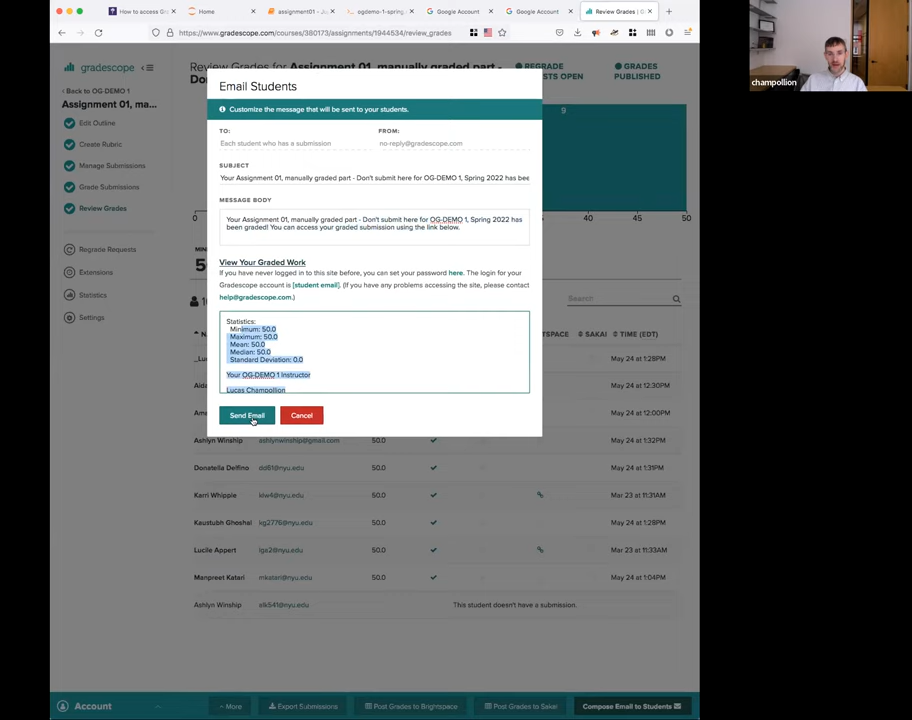 How to access Gra
Home
assignment01 - Ju
ogdemo-1-spring
Google Account
Google Account
Review Grades | G
https://www.gradescope.com/courses/380173/assignments/1944534/review_grades
champollion
gradescope
Back to OG-DEMO 1
Assignment 01, ma...
Edit Outline
Create Rubric
Manage Submissions
Grade Submissions
Review Grades
Regrade Requests
Extensions
Statistics
Settings
Account
Review Grades for Assignment 01, manually graded part -
REGRADE
GRADES
PUBLISHED
9
0
40
45
50
Email Students
Customize the message that will be sent to your students.
TO:
FROM:
Each student who has a submission
no-reply@gradescope.com
SUBJECT
Your Assignment 01, manually graded part - Don't submit here for OG-DEMO 1, Spring 2022 has bee
MESSAGE BODY
Your Assignment 01, manually graded part - Don't submit here for OG-DEMO 1, Spring 2022 has
been graded! You can access your graded submission using the link below.
View Your Graded Work
If you have never logged in to this site before, you can set your password here. The login for your
Gradescope account is [student email]. (If you have any problems accessing the site, please contact
help@gradescope.com.)
Statistics:
Minimum: 50.0
Maximum: 50.0
Mean: 50.0
Median: 50.0
Standard Deviation: 0.0
Your OG-DEMO 1 Instructor
Lucas Champollion
Send Email
Cancel
Search
SAKAI
TIME (EDT)
May 24 at 1:28PM
May 24 at 12:30PM
May 24 at 12:00PM
Ashlyn Winship ashlynwinship@gmail.com 50.0 May 24 at 1:32PM
Donatella Delfino dd61@nyu.edu 50.0 May 24 at 1:31PM
Karri Whippie klw4@nyu.edu 50.0 Mar 23 at 11:31AM
Kaustubh Gheshal kg2776@nyu.edu 50.0 May 24 at 1:28PM
Lucile Appert lga2@nyu.edu 50.0 Mar 23 at 11:33AM
Manpreet Katari mkatari@nyu.edu 50.0 May 24 at 1:04PM
Ashlyn Winship alk541@nyu.edu This student doesn't have a submission.
More
Export Submissions
Post Grades to Brightspace
Post Grades to Sakai
Compose Email to Students